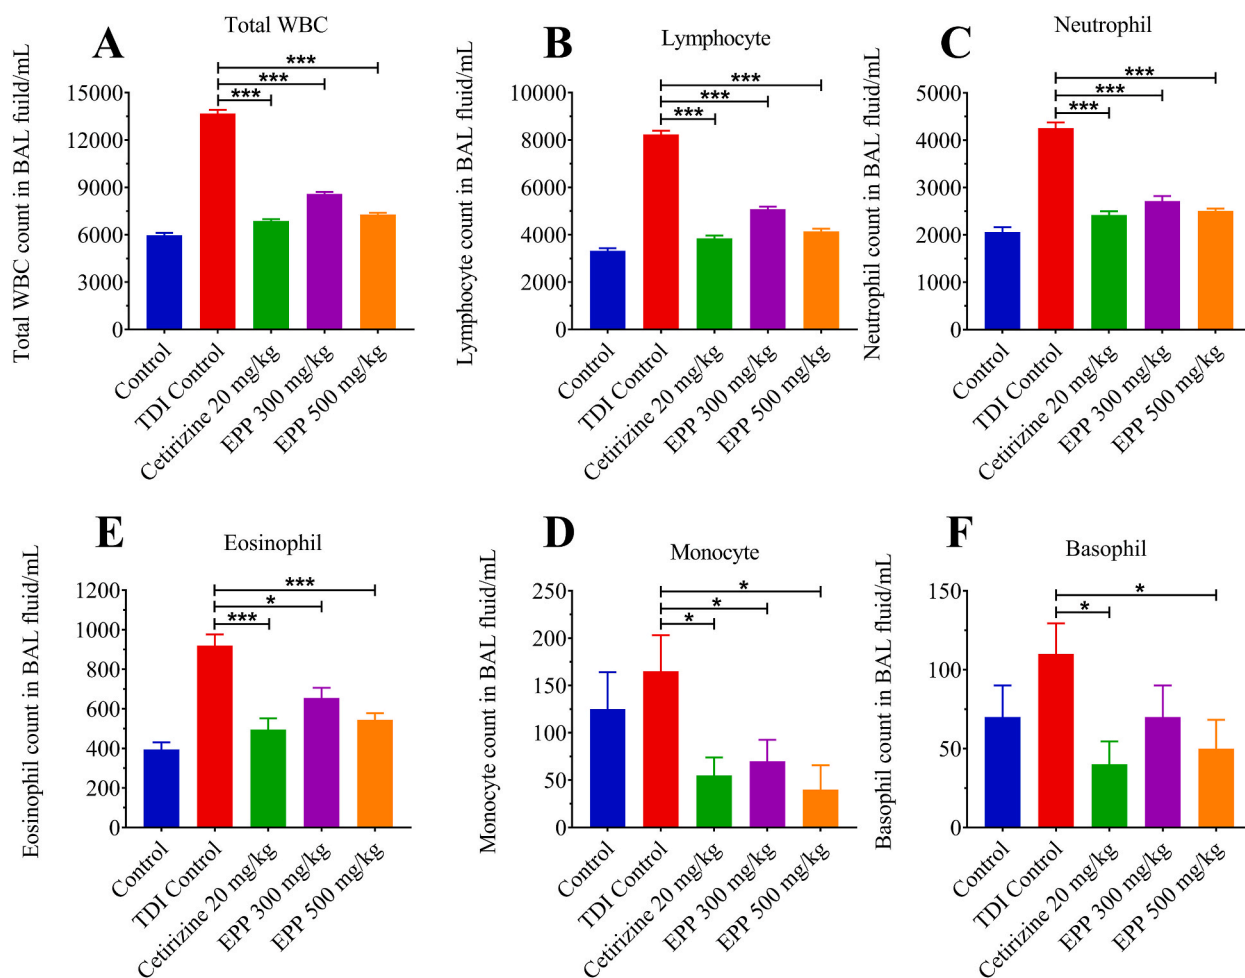 A
Total WBC
Total WBC count in BAL fuild/mL
15000
12000
9000
6000
3000
0
***
***
***
Control
TDI Control
Cetirizine 20 mg/kg
EPP 300 mg/kg
EPP 500 mg/kg
B
Lymphocyte
Lymphocyte count in BAL fluid/mL
10000
8000
6000
4000
2000
0
***
***
***
Control
TDI Control
Cetirizine 20 mg/kg
EPP 300 mg/kg
EPP 500 mg/kg
C
Neutrophil
Neutrophil count in BAL fluid/mL
5000
4000
3000
2000
1000
0
***
***
***
Control
TDI Control
Cetirizine 20 mg/kg
EPP 300 mg/kg
EPP 500 mg/kg
E
Eosinophil
Eosinophil count in BAL fluid/mL
1200
1000
800
600
400
200
0
***
*
***
Control
TDI Control
Cetirizine 20 mg/kg
EPP 300 mg/kg
EPP 500 mg/kg
D
Monocyte
Monocyte count in BAL fluid/mL
250
200
150
100
50
0
*
*
*
Control
TDI Control
Cetirizine 20 mg/kg
EPP 300 mg/kg
EPP 500 mg/kg
F
Basophil
Basophil count in BAL fluid/mL
150
100
50
0
*
*
Control
TDI Control
Cetirizine 20 mg/kg
EPP 300 mg/kg
EPP 500 mg/kg